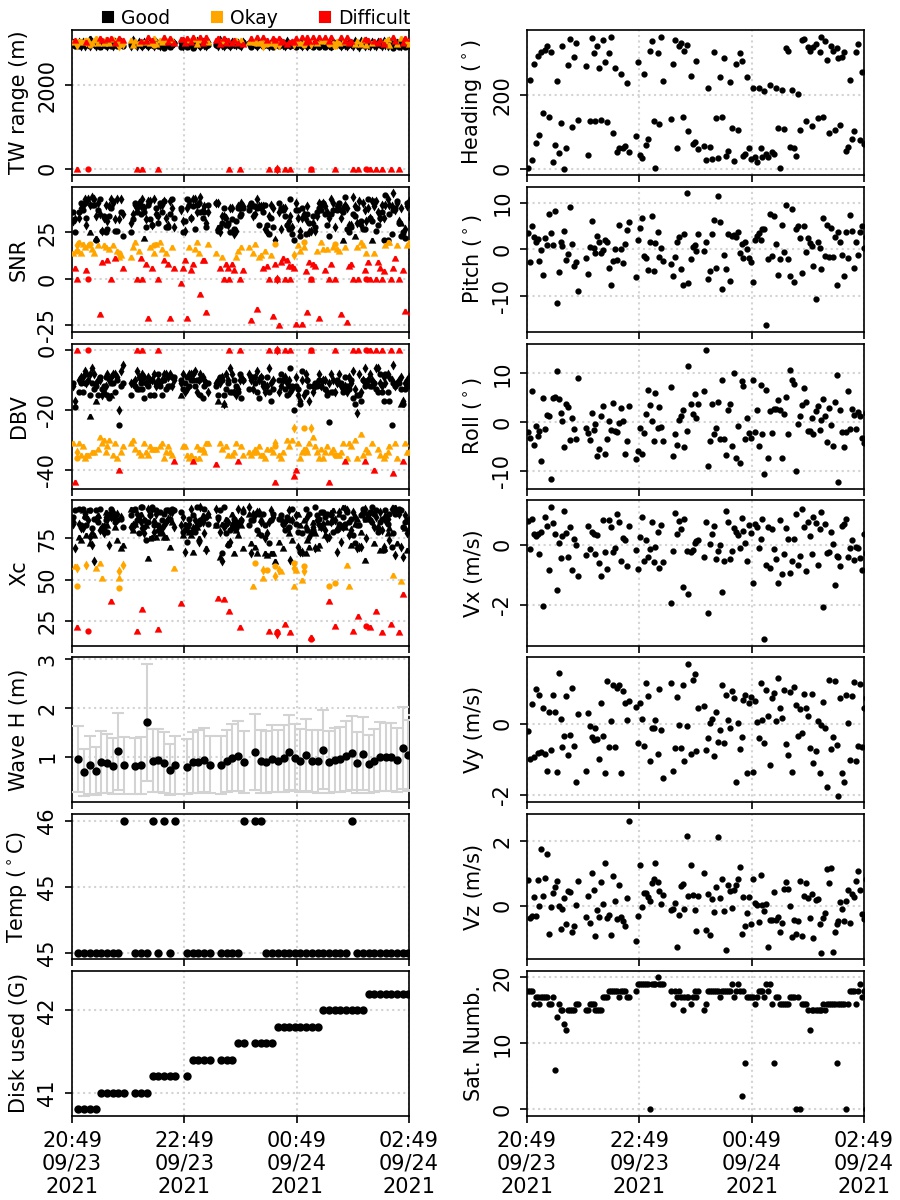 Good Okay Difficult
TW range (m)
2000
0
SNR
25
0
-25
DBV
0
-20
-40
Xc
75
50
25
Wave H (m)
3
2
1
Temp (°C)
46
45
45
Disk used (G)
42
41
20:49 22:49 00:49 02:49
09/23 09/23 09/24 09/24
2021 2021 2021 2021
Heading (°)
200
0
Pitch (°)
10
0
-10
Roll (°)
10
0
-10
Vx (m/s)
0
-2
Vy (m/s)
0
-2
Vz (m/s)
2
0
Sat. Numb.
20
10
0
20:49 22:49 00:49 02:49
09/23 09/23 09/24 09/24
2021 2021 2021 2021